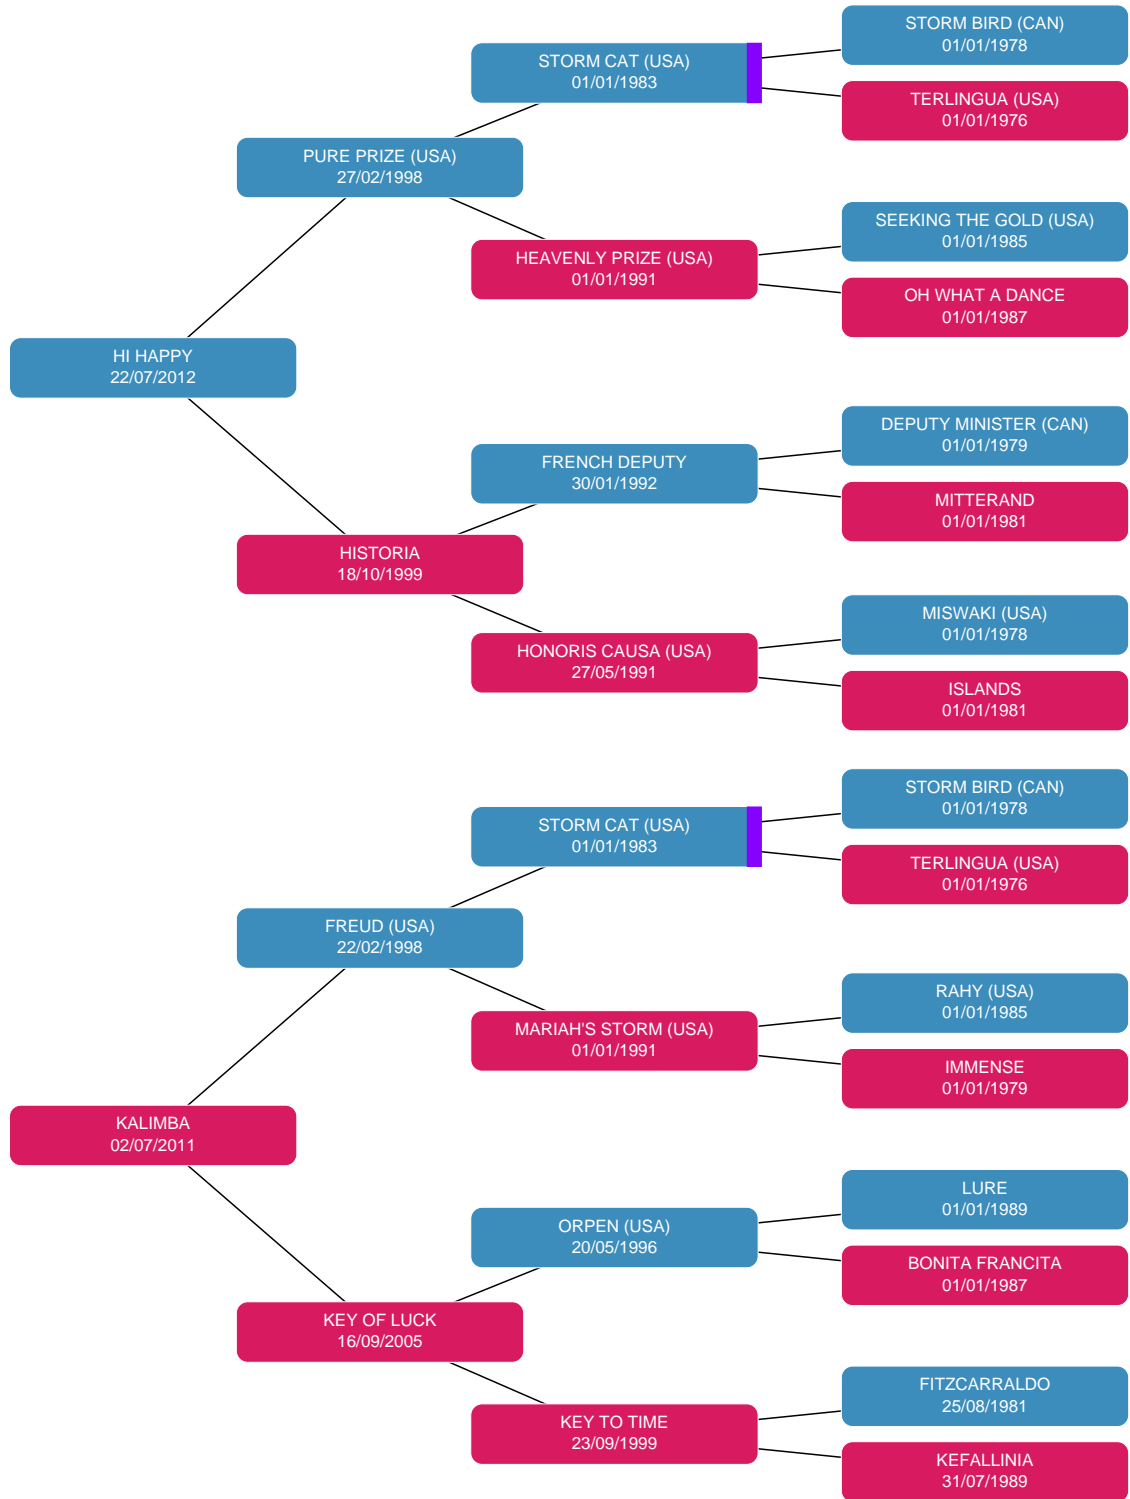 STORM BIRD (CAN)
01/01/1978
STORM CAT (USA)
01/01/1983
TERLINGUA (USA)
01/01/1976
PURE PRIZE (USA)
27/02/1998
SEEKING THE GOLD (USA)
01/01/1985
HEAVENLY PRIZE (USA)
01/01/1991
OH WHAT A DANCE
01/01/1987
HI HAPPY
22/07/2012
DEPUTY MINISTER (CAN)
01/01/1979
FRENCH DEPUTY
30/01/1992
MITTERAND
01/01/1981
HISTORIA
18/10/1999
MISWAKI (USA)
01/01/1978
HONORIS CAUSA (USA)
27/05/1991
ISLANDS
01/01/1981
STORM BIRD (CAN)
01/01/1978
STORM CAT (USA)
01/01/1983
TERLINGUA (USA)
01/01/1976
FREUD (USA)
22/02/1998
RAHY (USA)
01/01/1985
MARIAH'S STORM (USA)
01/01/1991
IMMENSE
01/01/1979
KALIMBA
02/07/2011
LURE
01/01/1989
ORPEN (USA)
20/05/1996
BONITA FRANCITA
01/01/1987
KEY OF LUCK
16/09/2005
FITZCARRALDO
25/08/1981
KEY TO TIME
23/09/1999
KEFALLINIA
31/07/1989